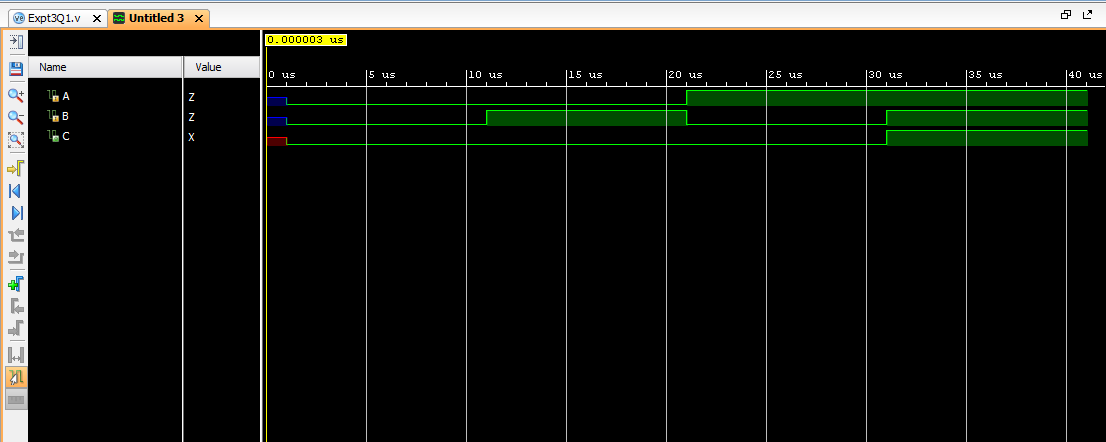 Expt3Q1.v Untitled 3
0.000003 us
Name Value
0 us 5 us 10 us 15 us 20 us 25 us 30 us 35 us 40 us
A Z
B Z
C X